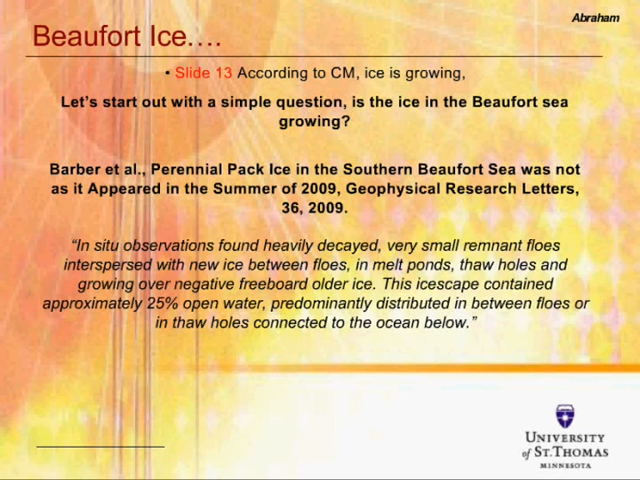 Abraham
Beaufort Ice….
• Slide 13 According to CM, ice is growing,
Let’s start out with a simple question, is the ice in the Beaufort sea
growing?
Barber et al., Perennial Pack Ice in the Southern Beaufort Sea was not
as it Appeared in the Summer of 2009, Geophysical Research Letters,
36, 2009.
“In situ observations found heavily decayed, very small remnant floes
interspersed with new ice between floes, in melt ponds, thaw holes and
growing over negative freeboard older ice. This icescape contained
approximately 25% open water, predominantly distributed in between floes or
in thaw holes connected to the ocean below.”
UNIVERSITY
of ST. THOMAS
MINNESOTA